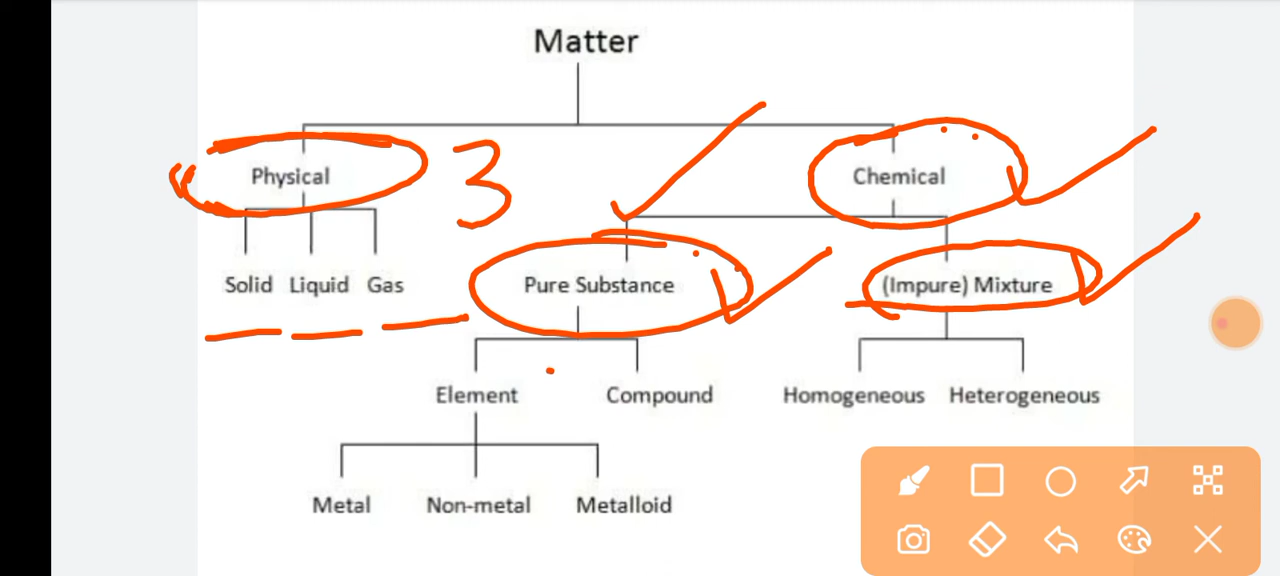 Matter
Physical 3 Chemical
Solid Liquid Gas Pure Substance (Impure) Mixture
Element Compound Homogeneous Heterogeneous
Metal Non-metal Metalloid